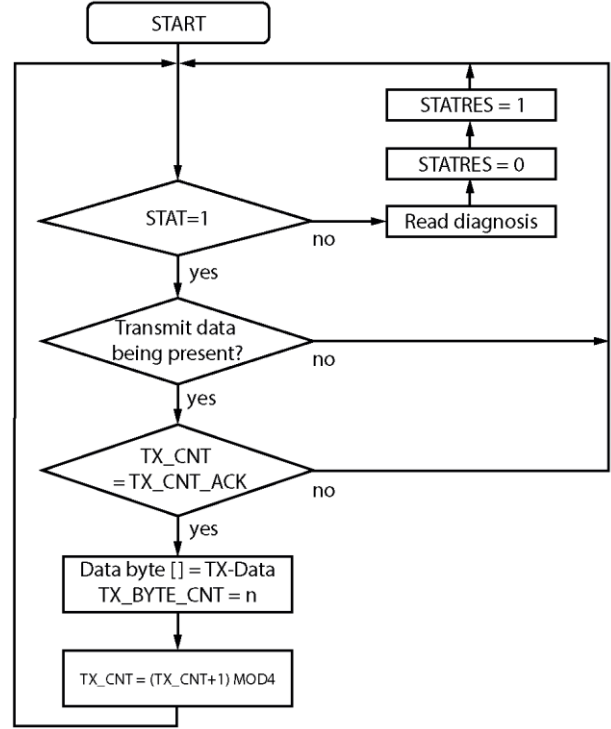 START
STATRES = 1
STATRES = 0
STAT=1
Read diagnosis
no
yes
Transmit data
being present?
no
yes
TX_CNT
= TX_CNT_ACK
no
yes
Data byte [] = TX-Data
TX_BYTE_CNT = n
TX_CNT = (TX_CNT+1) MOD4